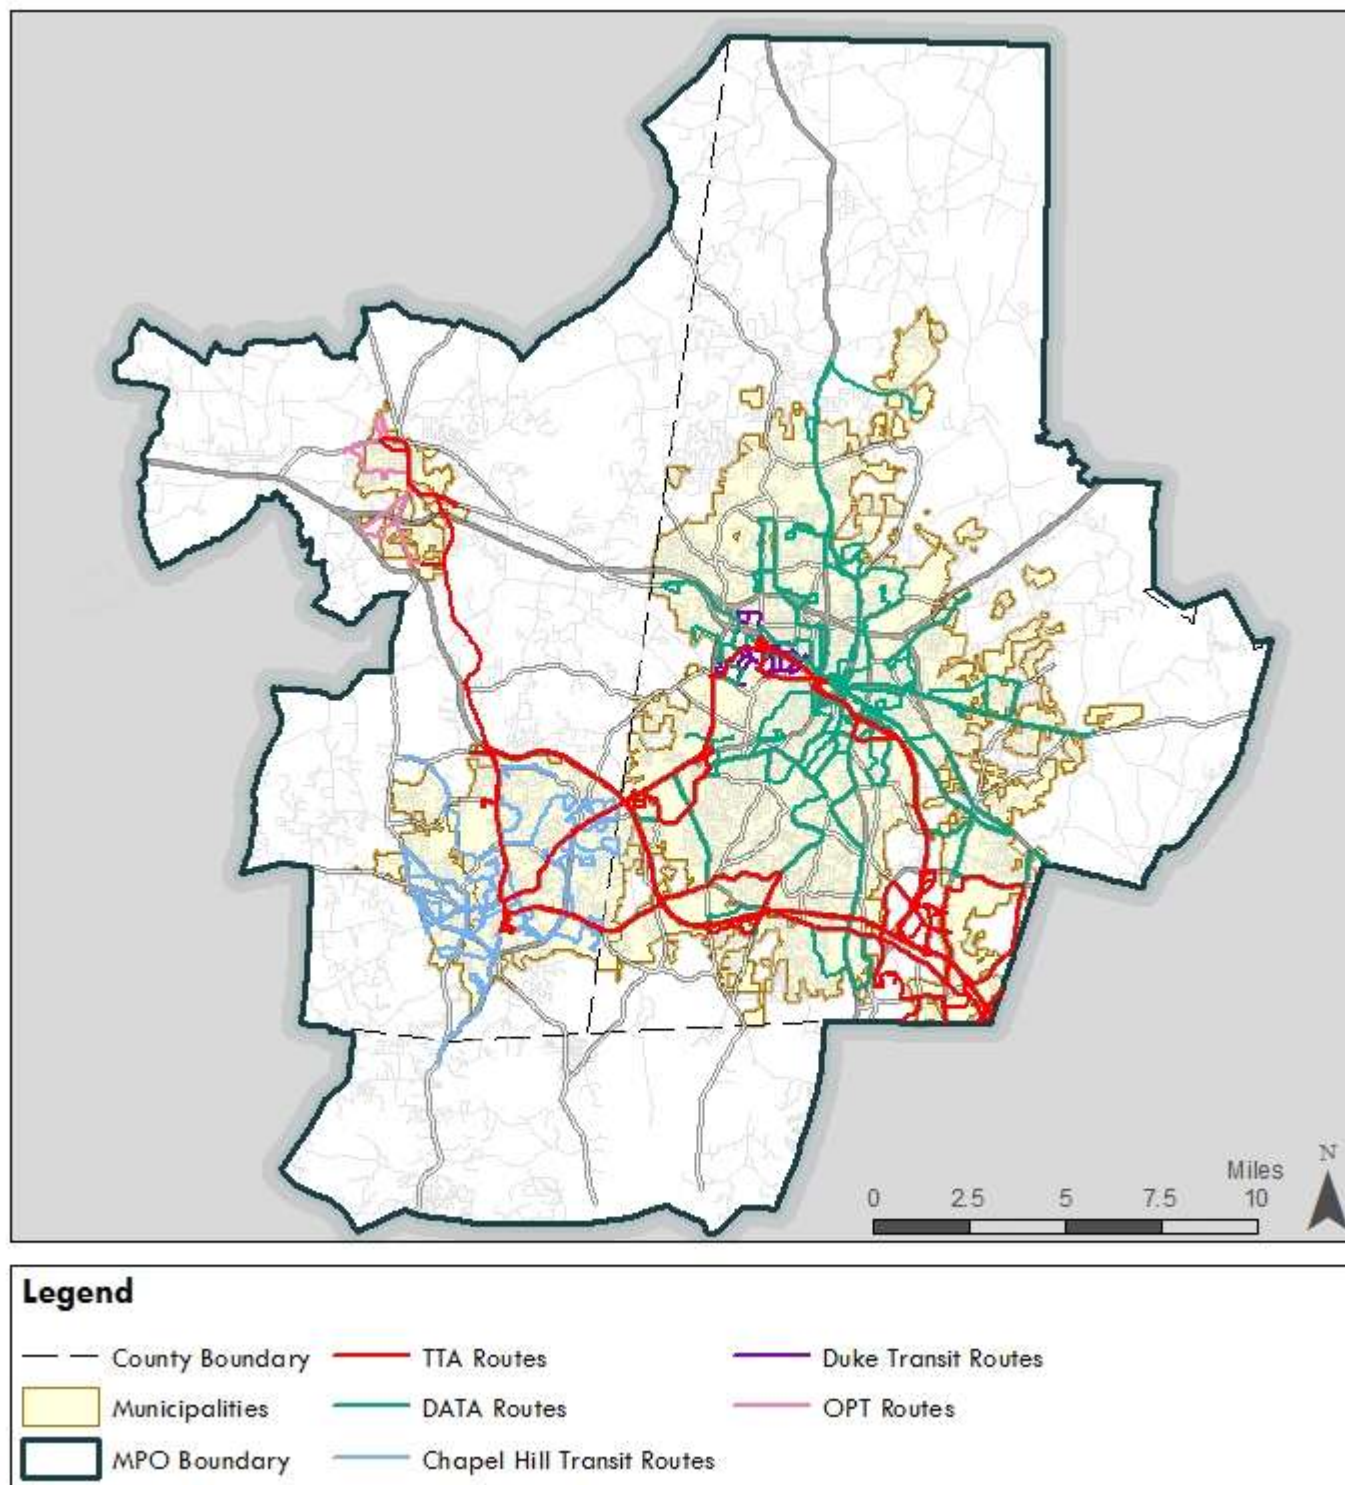 N
Miles
0 2.5 5 7.5 10
Legend
County Boundary TTA Routes Duke Transit Routes
Municipalities DATA Routes OPT Routes
MPO Boundary Chapel Hill Transit Routes